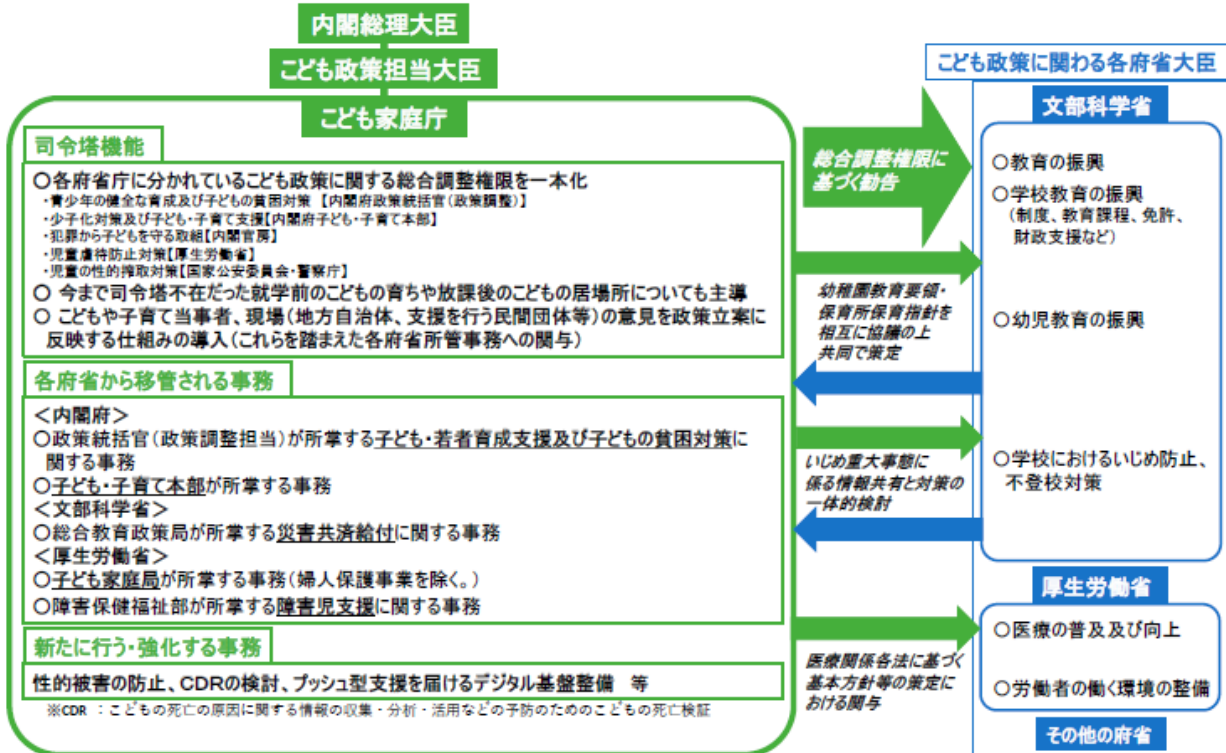 内閣総理大臣
こども政策担当大臣
こども家庭庁
司令塔機能
○各府省庁に分かれているこども政策に関する総合調整権限を一本化
・青少年の健全な育成及び子どもの貧困対策 【内閣府政策統括官(政策調整)】
・少子化対策及び子ども・子育て支援【内閣府子ども・子育て本部】
・犯罪から子どもを守る取組【内閣官房】
・児童虐待防止対策【厚生労働省】
・児童の性的搾取対策【国家公安委員会・警察庁】
○ 今まで司令塔不在だった就学前のこどもの育ちや放課後のこどもの居場所についても主導
○ こどもや子育て当事者、現場(地方自治体、支援を行う民間団体等)の意見を政策立案に
反映する仕組みの導入(これらを踏まえた各府省所管事務への関与)
各府省から移管される事務
<内閣府>
○政策統括官(政策調整担当)が所掌する子ども・若者育成支援及び子どもの貧困対策に
関する事務
○子ども・子育て本部が所掌する事務
<文部科学省>
○総合教育政策局が所掌する災害共済給付に関する事務
<厚生労働省>
○子ども家庭局が所掌する事務(婦人保護事業を除く。)
○障害保健福祉部が所掌する障害児支援に関する事務
新たに行う・強化する事務
性的被害の防止、CDRの検討、プッシュ型支援を届けるデジタル基盤整備 等
※CDR :こどもの死亡の原因に関する情報の収集・分析・活用などの予防のためのこどもの死亡検証
総合調整権限に
基づく勧告
幼稚園教育要領・
保育所保育指針を
相互に協議の上
共同で策定
いじめ重大事態に
係る情報共有と対策の
一体的検討
医療関係各法に基づく
基本方針等の策定に
おける関与
こども政策に関わる各府省大臣
文部科学省
○教育の振興
○学校教育の振興
(制度、教育課程、免許、
財政支援など)
○幼児教育の振興
○学校におけるいじめ防止、
不登校対策
厚生労働省
○医療の普及及び向上
○労働者の働く環境の整備
その他の府省